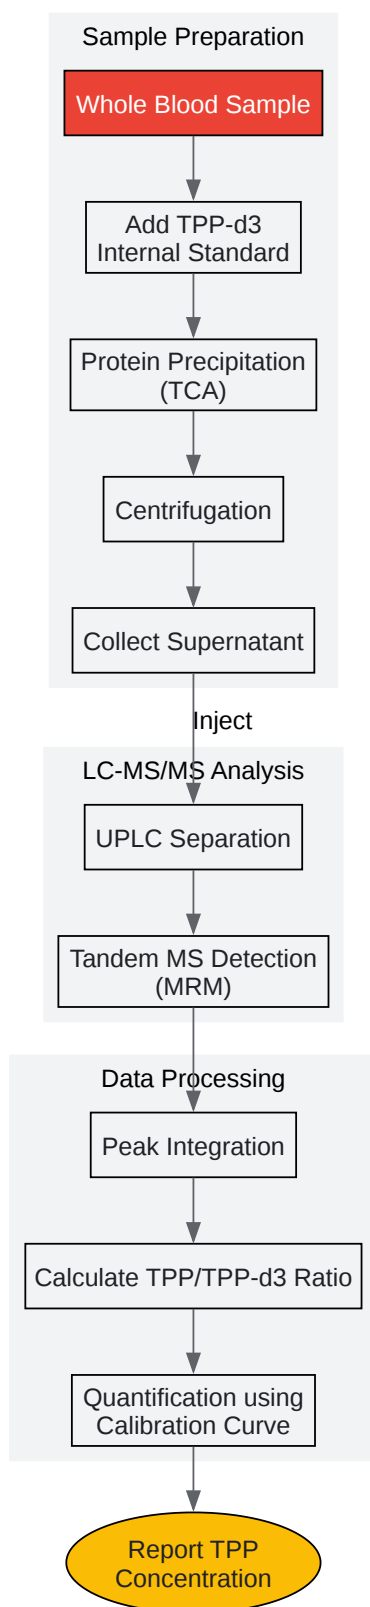 Sample Preparation
Whole Blood Sample
Add TPP-d3
Internal Standard
Protein Precipitation
(TCA)
Centrifugation
Collect Supernatant
Inject
LC-MS/MS Analysis
UPLC Separation
Tandem MS Detection
(MRM)
Data Processing
Peak Integration
Calculate TPP/TPP-d3 Ratio
Quantification using
Calibration Curve
Report TPP
Concentration